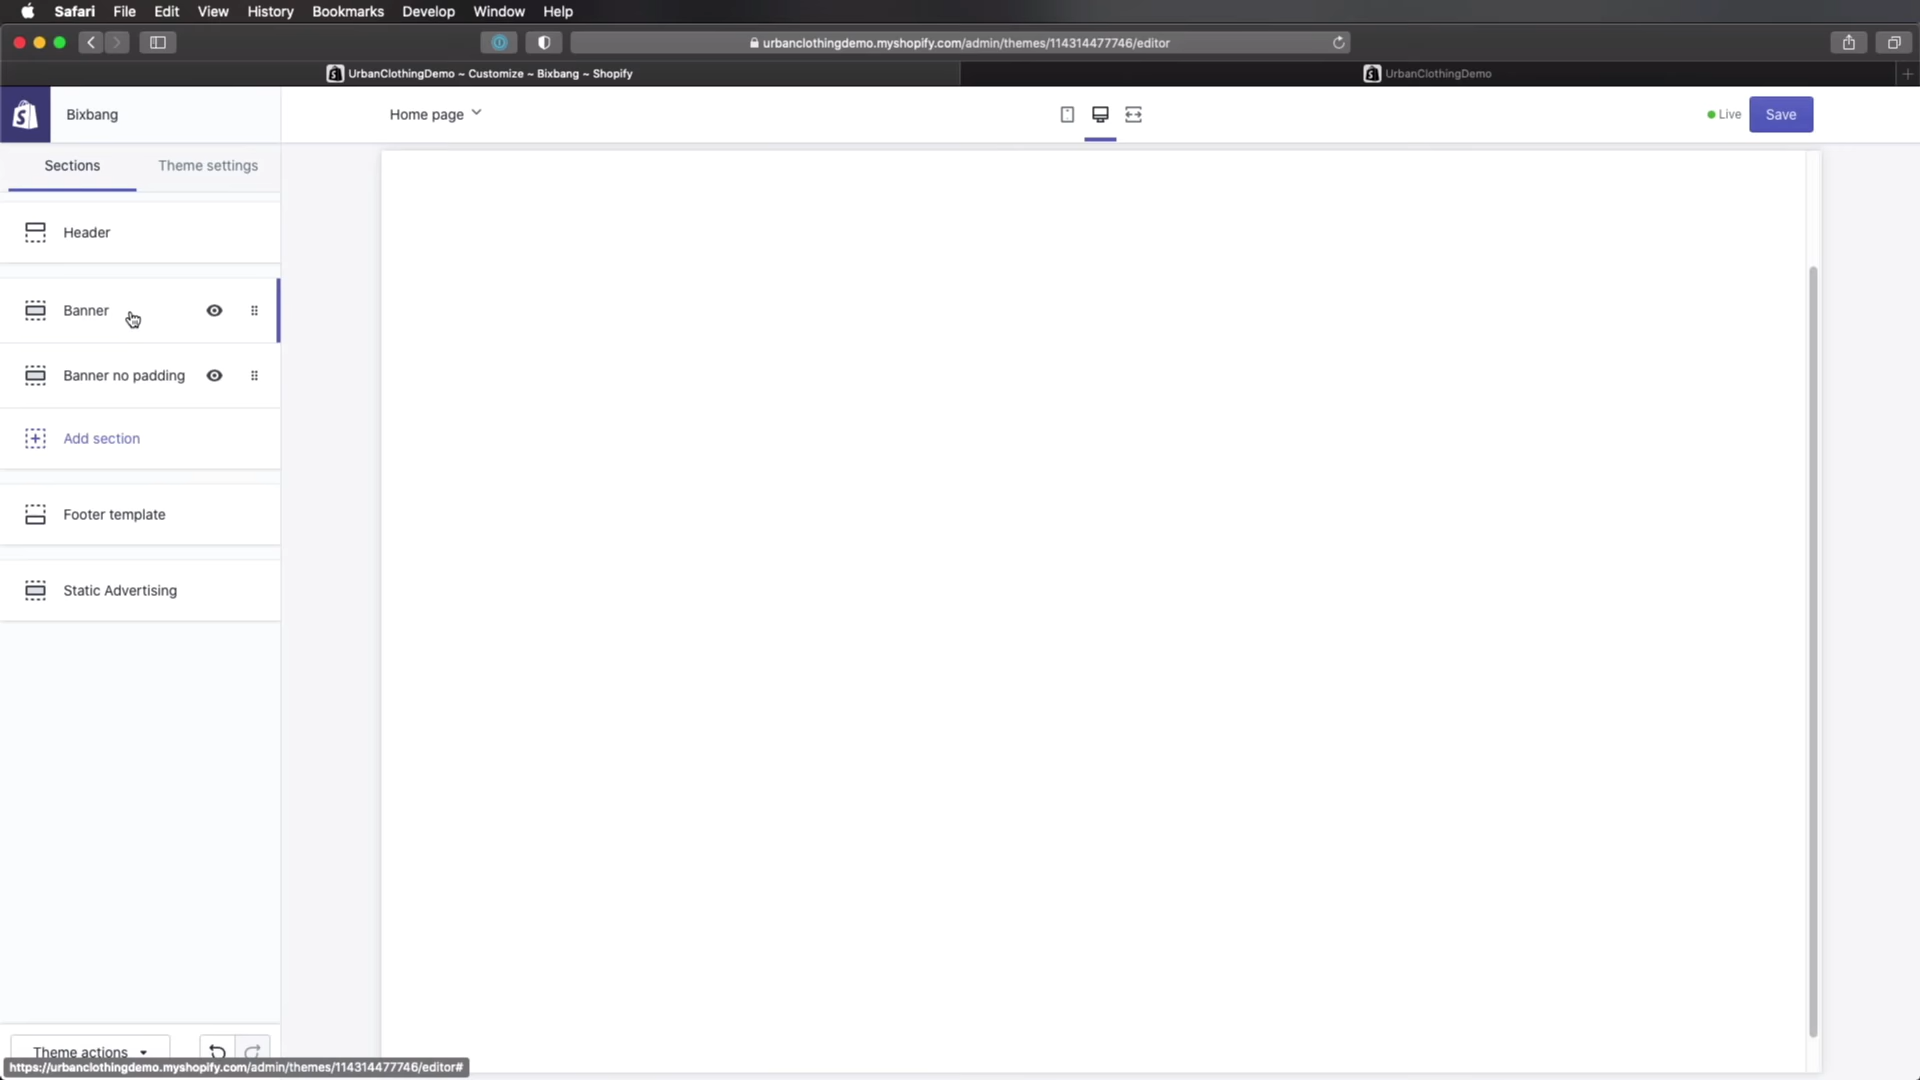 Safari File Edit View History Bookmarks Develop Window Help
urbanclothingdemo.myshopify.com/admin/themes/114314477746/editor
UrbanClothingDemo ~ Customize ~ Bixbang ~ Shopify
UrbanClothingDemo
Bixbang
Home page
Live
Save
Sections
Theme settings
Header
Banner
Banner no padding
Add section
Footer template
Static Advertising
Theme actions
https://urbanclothingdemo.myshopify.com/admin/themes/114314477746/editor#